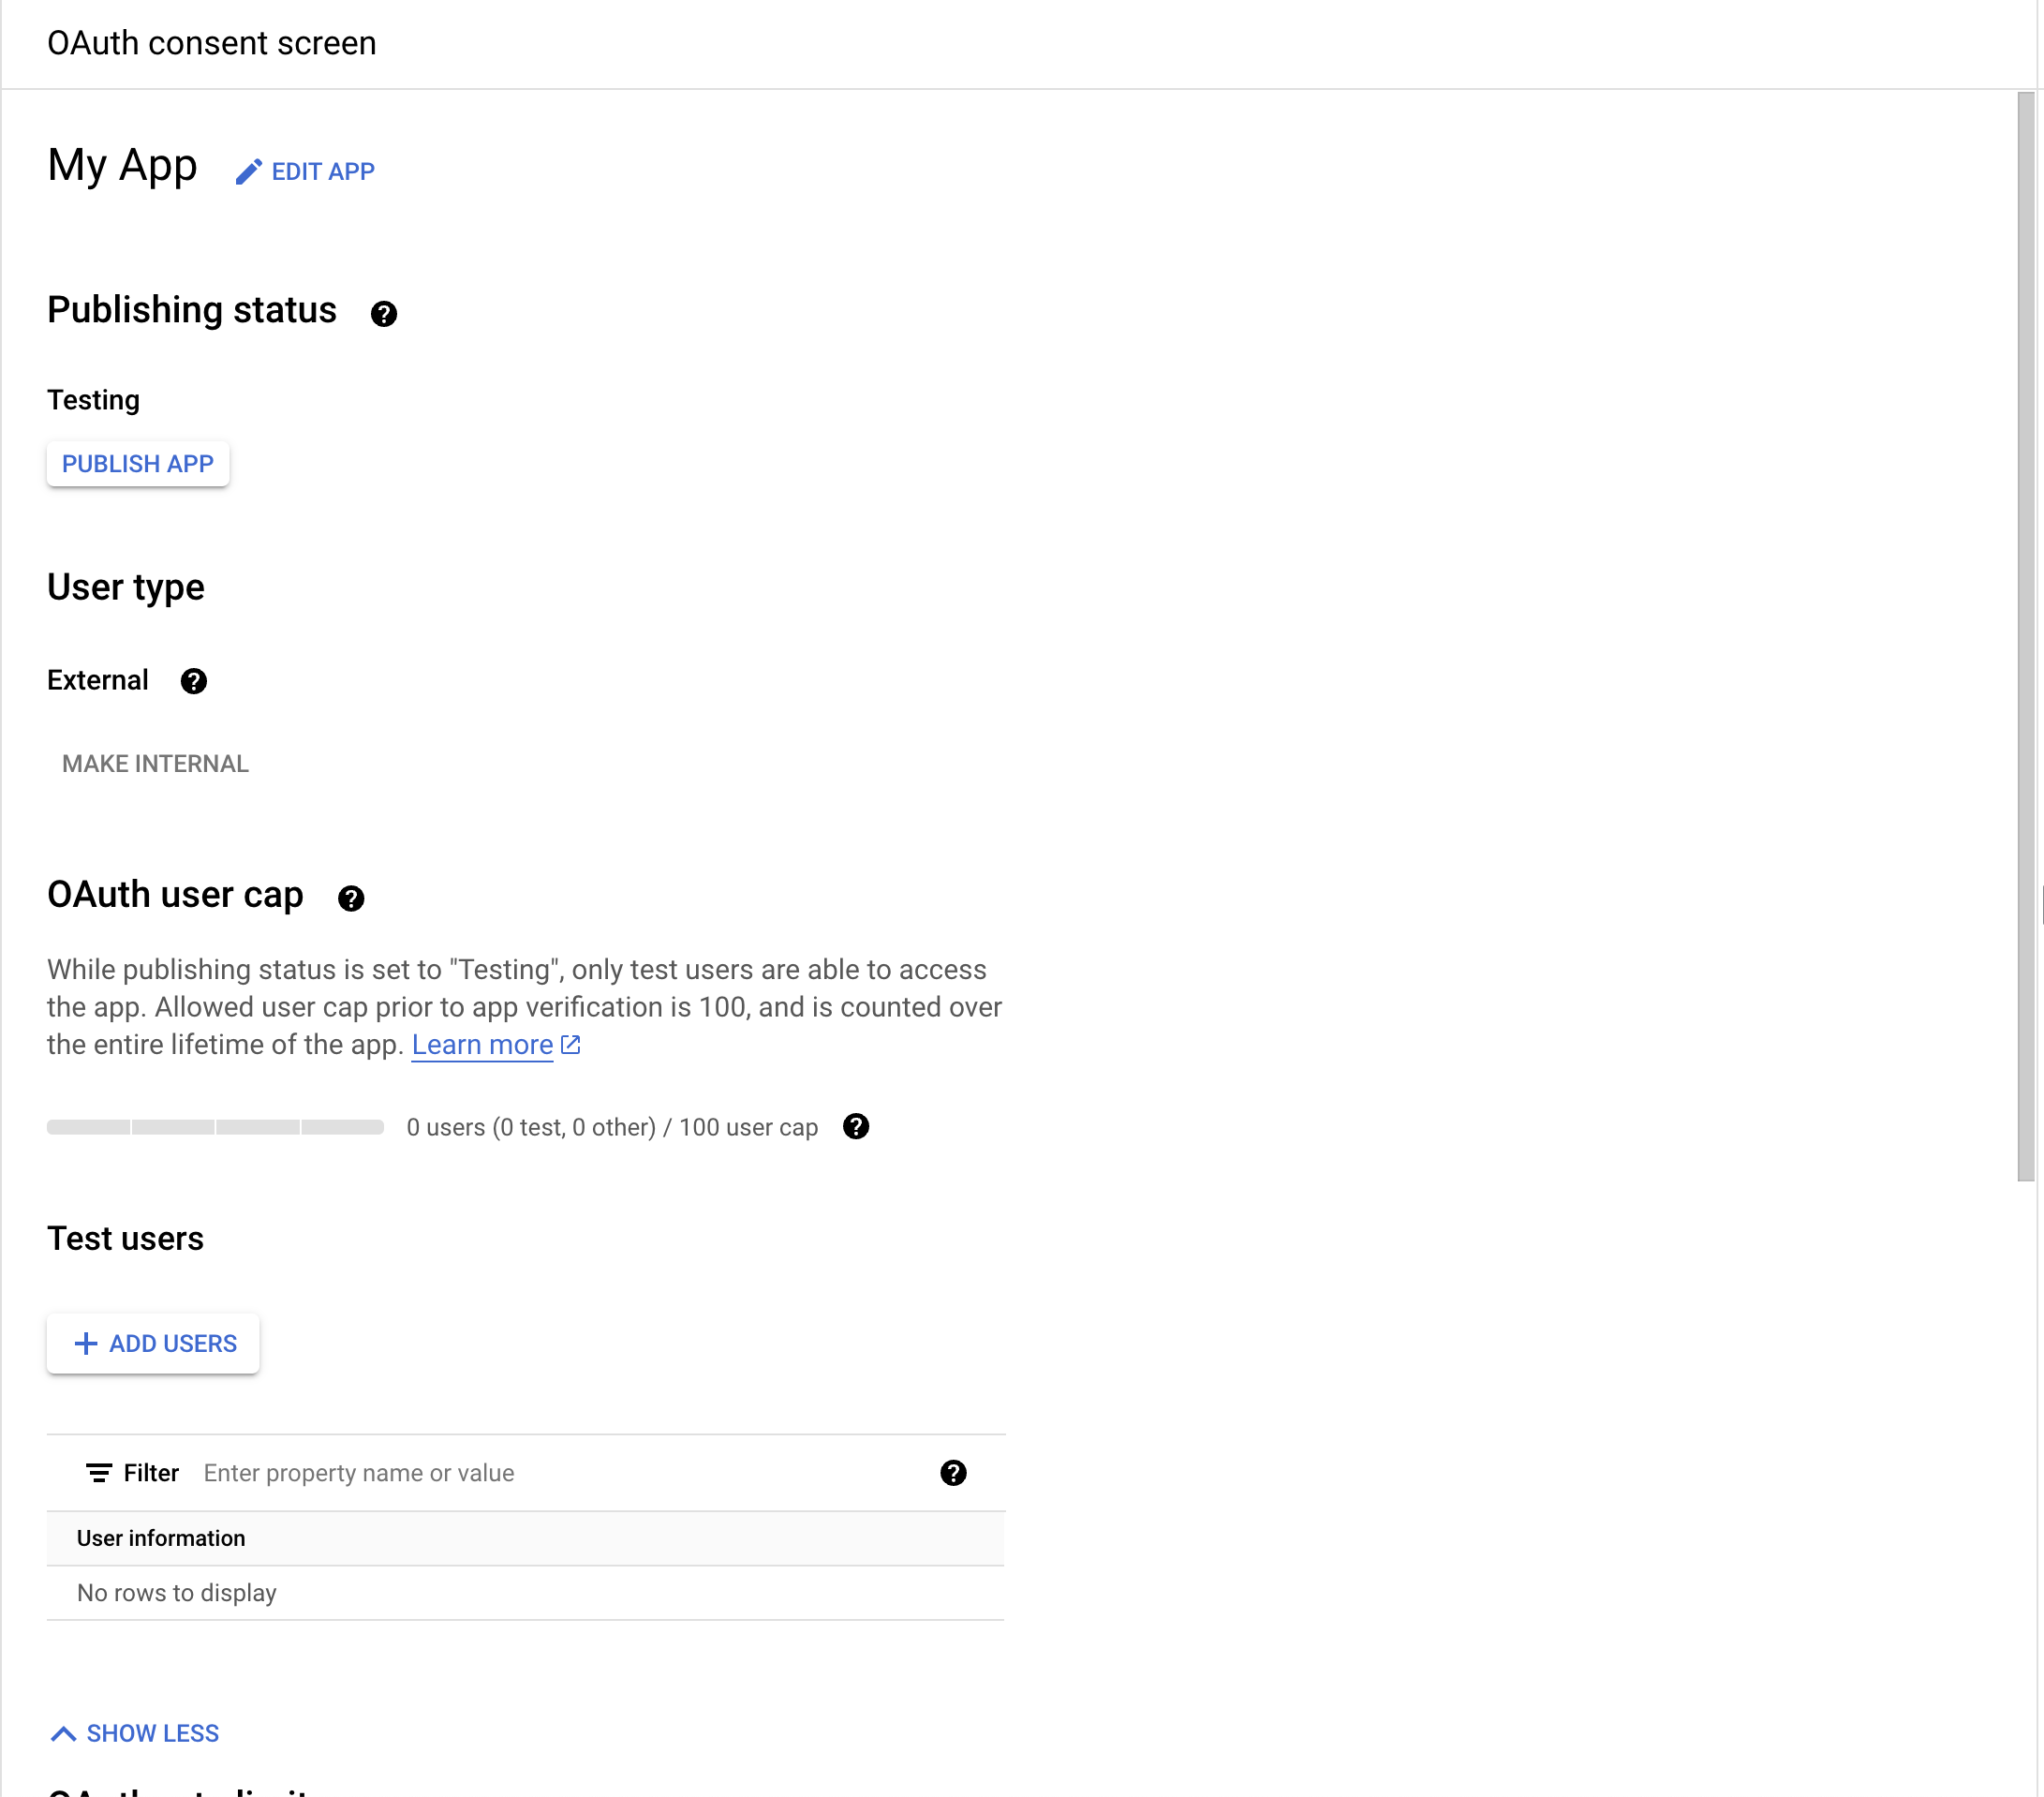 OAuth consent screen
My App EDIT APP
Publishing status
Testing
PUBLISH APP
User type
External
MAKE INTERNAL
OAuth user cap
While publishing status is set to "Testing", only test users are able to access
the app. Allowed user cap prior to app verification is 100, and is counted over
the entire lifetime of the app. Learn more
0 users (0 test, 0 other) / 100 user cap
Test users
ADD USERS
Filter Enter property name or value
User information
No rows to display
SHOW LESS